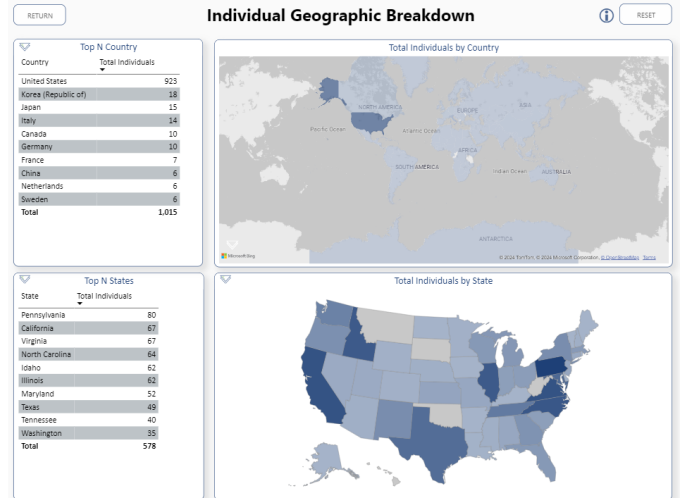 RETURN
Individual Geographic Breakdown
RESET
Top N Country
Country Total Individuals
United States 923
Korea (Republic of) 18
Japan 15
Italy 14
Canada 10
Germany 10
France 7
China 6
Netherlands 6
Sweden 6
Total 1,015
Total Individuals by Country
NORTH AMERICA
EUROPE
ASIA
Pacific Ocean
Atlantic Ocean
AFRICA
SOUTH AMERICA
Indian Ocean
AUSTRALIA
ANTARCTICA
Microsoft Bing
© 2024 TomTom, © 2024 Microsoft Corporation, © OpenStreetMap Terms
Top N States
State Total Individuals
Pennsylvania 80
California 67
Virginia 67
North Carolina 64
Idaho 62
Illinois 62
Maryland 52
Texas 49
Tennessee 40
Washington 35
Total 578
Total Individuals by State